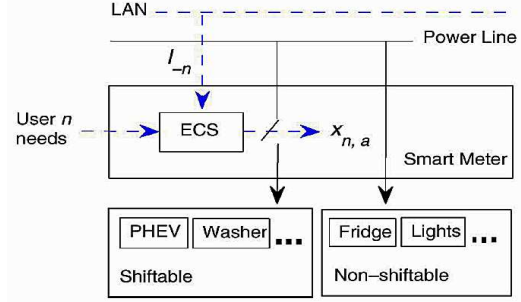 LAN
Power Line
l–n
User n
needs
ECS
xn, a
Smart Meter
PHEV Washer ...
Fridge Lights ...
Shiftable
Non–shiftable